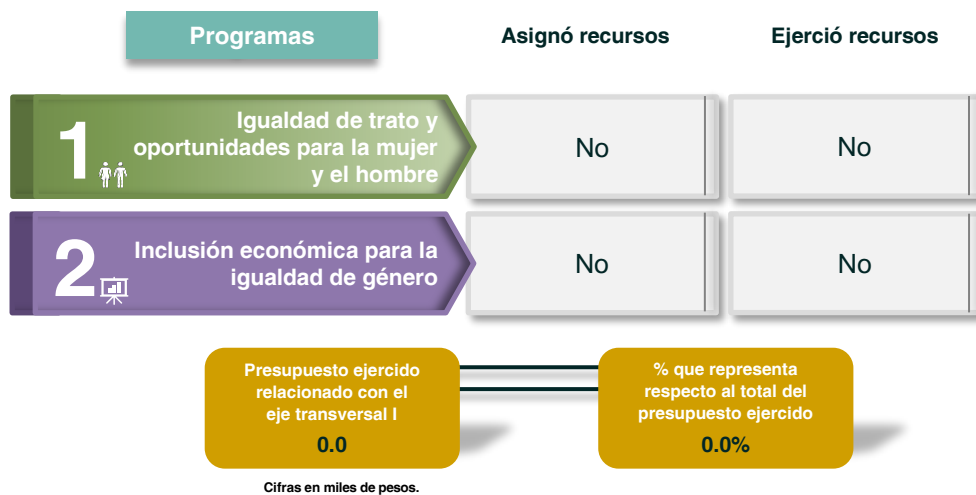 Programas
Asignó recursos
Ejerció recursos
1
Igualdad de trato y
oportunidades para la mujer
y el hombre
No
No
2
Inclusión económica para la
igualdad de género
No
No
Presupuesto ejercido
relacionado con el
eje transversal I
0.0
% que representa
respecto al total del
presupuesto ejercido
0.0%
Cifras en miles de pesos.